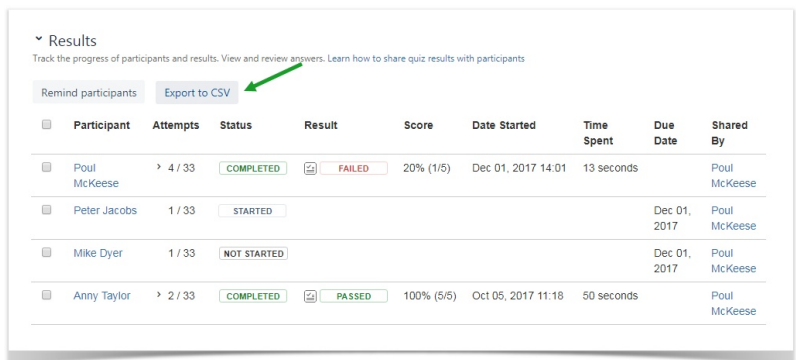 Results
Track the progress of participants and results. View and review answers. Learn how to share quiz results with participants
Remind participants Export to CSV
Participant Attempts Status Result Score Date Started Time Spent Due Date Shared By
Poul McKeese 4 / 33 COMPLETED FAILED 20% (1/5) Dec 01, 2017 14:01 13 seconds Poul McKeese
Peter Jacobs 1 / 33 STARTED Dec 01, 2017 Poul McKeese
Mike Dyer 1 / 33 NOT STARTED Dec 01, 2017 Poul McKeese
Anny Taylor 2 / 33 COMPLETED PASSED 100% (5/5) Oct 05, 2017 11:18 50 seconds Poul McKeese